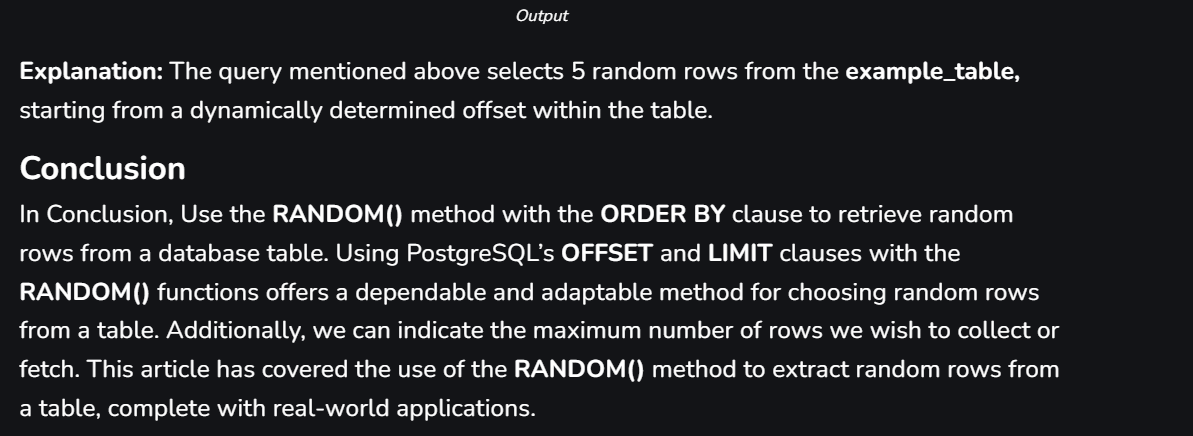 Output
Explanation: The query mentioned above selects 5 random rows from the example_table,
starting from a dynamically determined offset within the table.
Conclusion
In Conclusion, Use the RANDOM() method with the ORDER BY clause to retrieve random
rows from a database table. Using PostgreSQL’s OFFSET and LIMIT clauses with the
RANDOM() functions offers a dependable and adaptable method for choosing random rows
from a table. Additionally, we can indicate the maximum number of rows we wish to collect or
fetch. This article has covered the use of the RANDOM() method to extract random rows from
a table, complete with real-world applications.